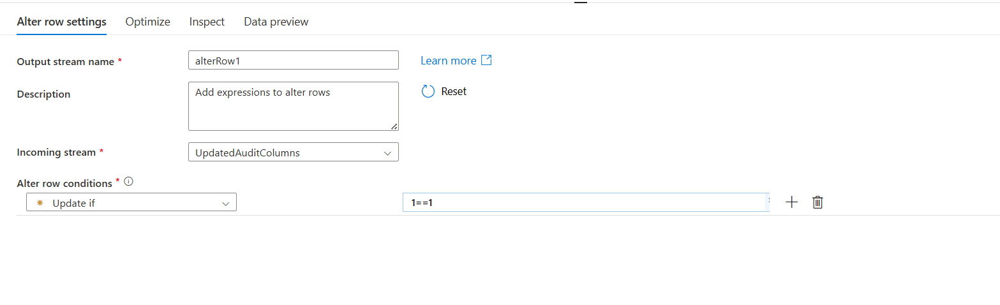 Alter row settings Optimize Inspect Data preview
Output stream name * alterRow1 Learn more
Description Add expressions to alter rows Reset
Incoming stream * UpdatedAuditColumns
Alter row conditions *
Update if 1==1